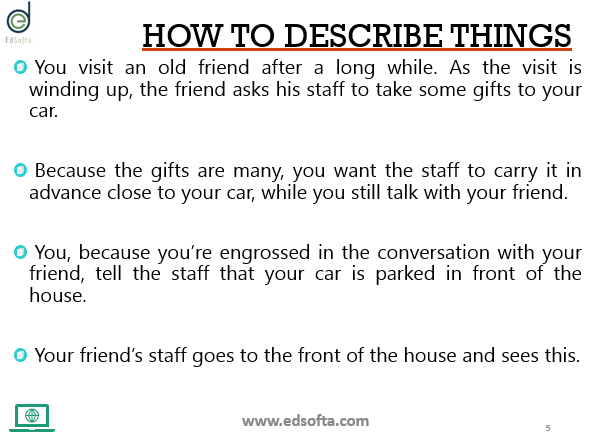 ed
EdSofta
HOW TO DESCRIBE THINGS
You visit an old friend after a long while. As the visit is
winding up, the friend asks his staff to take some gifts to your
car.
Because the gifts are many, you want the staff to carry it in
advance close to your car, while you still talk with your friend.
You, because you’re engrossed in the conversation with your
friend, tell the staff that your car is parked in front of the
house.
Your friend’s staff goes to the front of the house and sees this.
www.edsofta.com
5